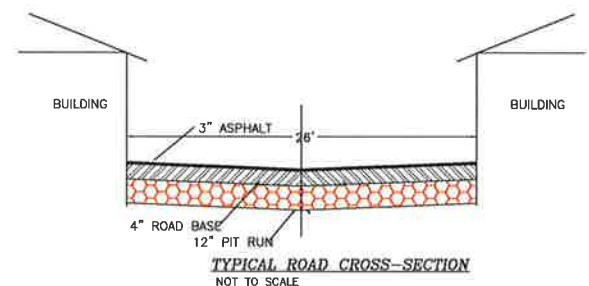 BUILDING
BUILDING
3" ASPHALT
26'
4" ROAD BASE
12" PIT RUN
TYPICAL ROAD CROSS-SECTION
NOT TO SCALE